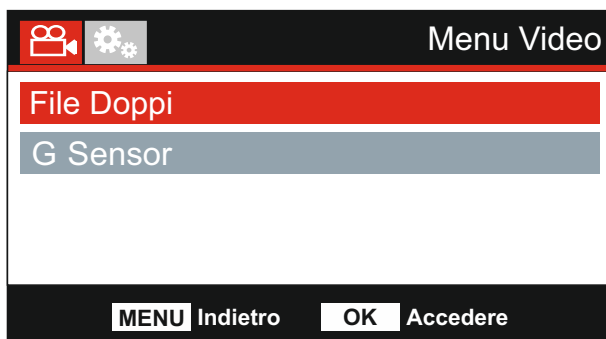 Menu Video
File Doppi
G Sensor
MENU Indietro OK Accedere